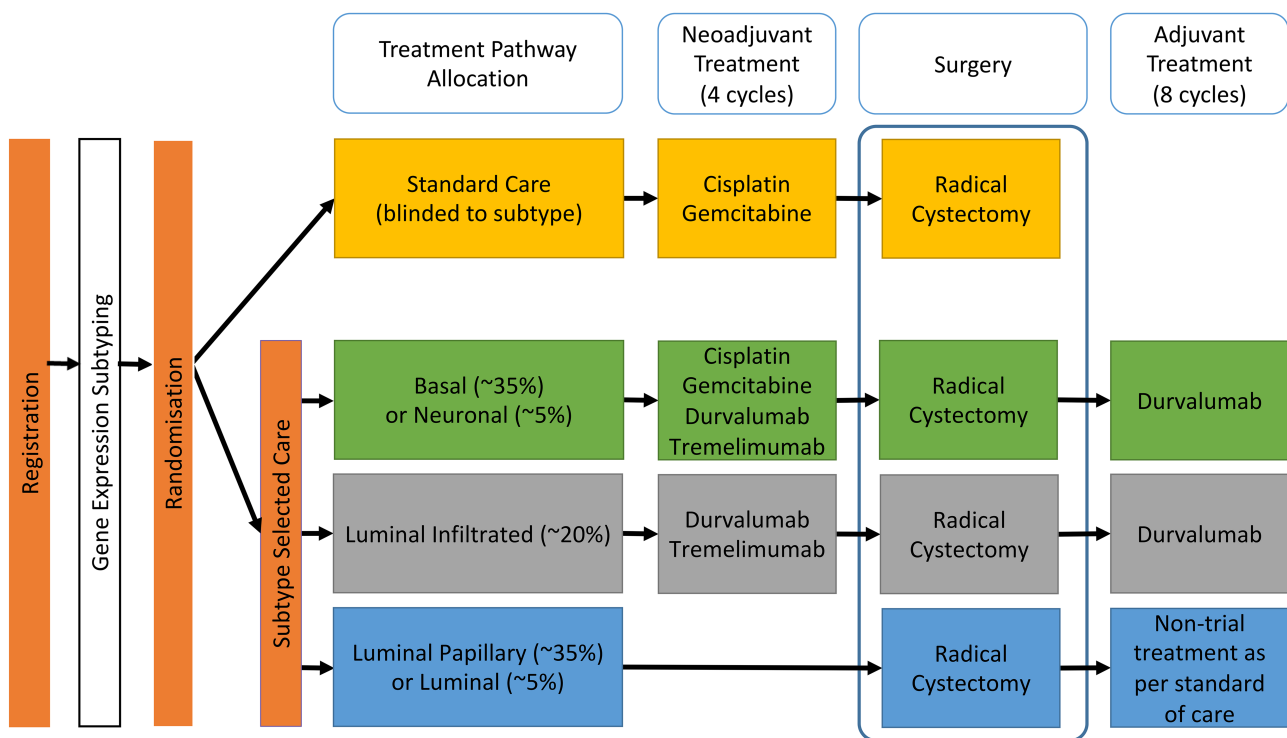 Treatment Pathway
Allocation
Neoadjuvant
Treatment
(4 cycles)
Surgery
Adjuvant
Treatment
(8 cycles)
Registration
Gene Expression Subtyping
Randomisation
Standard Care
(blinded to subtype)
Cisplatin
Gemcitabine
Radical
Cystectomy
Subtype Selected Care
Basal (~35%)
or Neuronal (~5%)
Cisplatin
Gemcitabine
Durvalumab
Tremelimumab
Radical
Cystectomy
Durvalumab
Luminal Infiltrated (~20%)
Durvalumab
Tremelimumab
Radical
Cystectomy
Durvalumab
Luminal Papillary (~35%)
or Luminal (~5%)
Radical
Cystectomy
Non-trial
treatment as
per standard
of care